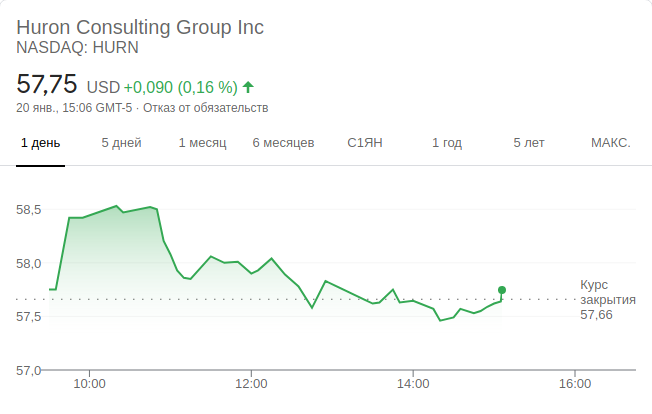 Huron Consulting Group Inc
NASDAQ: HURN
57,75 USD +0,090 (0,16 %)
20 янв., 15:06 GMT-5 · Отказ от обязательств
1 день 5 дней 1 месяц 6 месяцев С1ЯН 1 год 5 лет МАКС.
58,5
58,0
57,5
57,0
Курс
закрытия
57,66
10:00 12:00 14:00 16:00